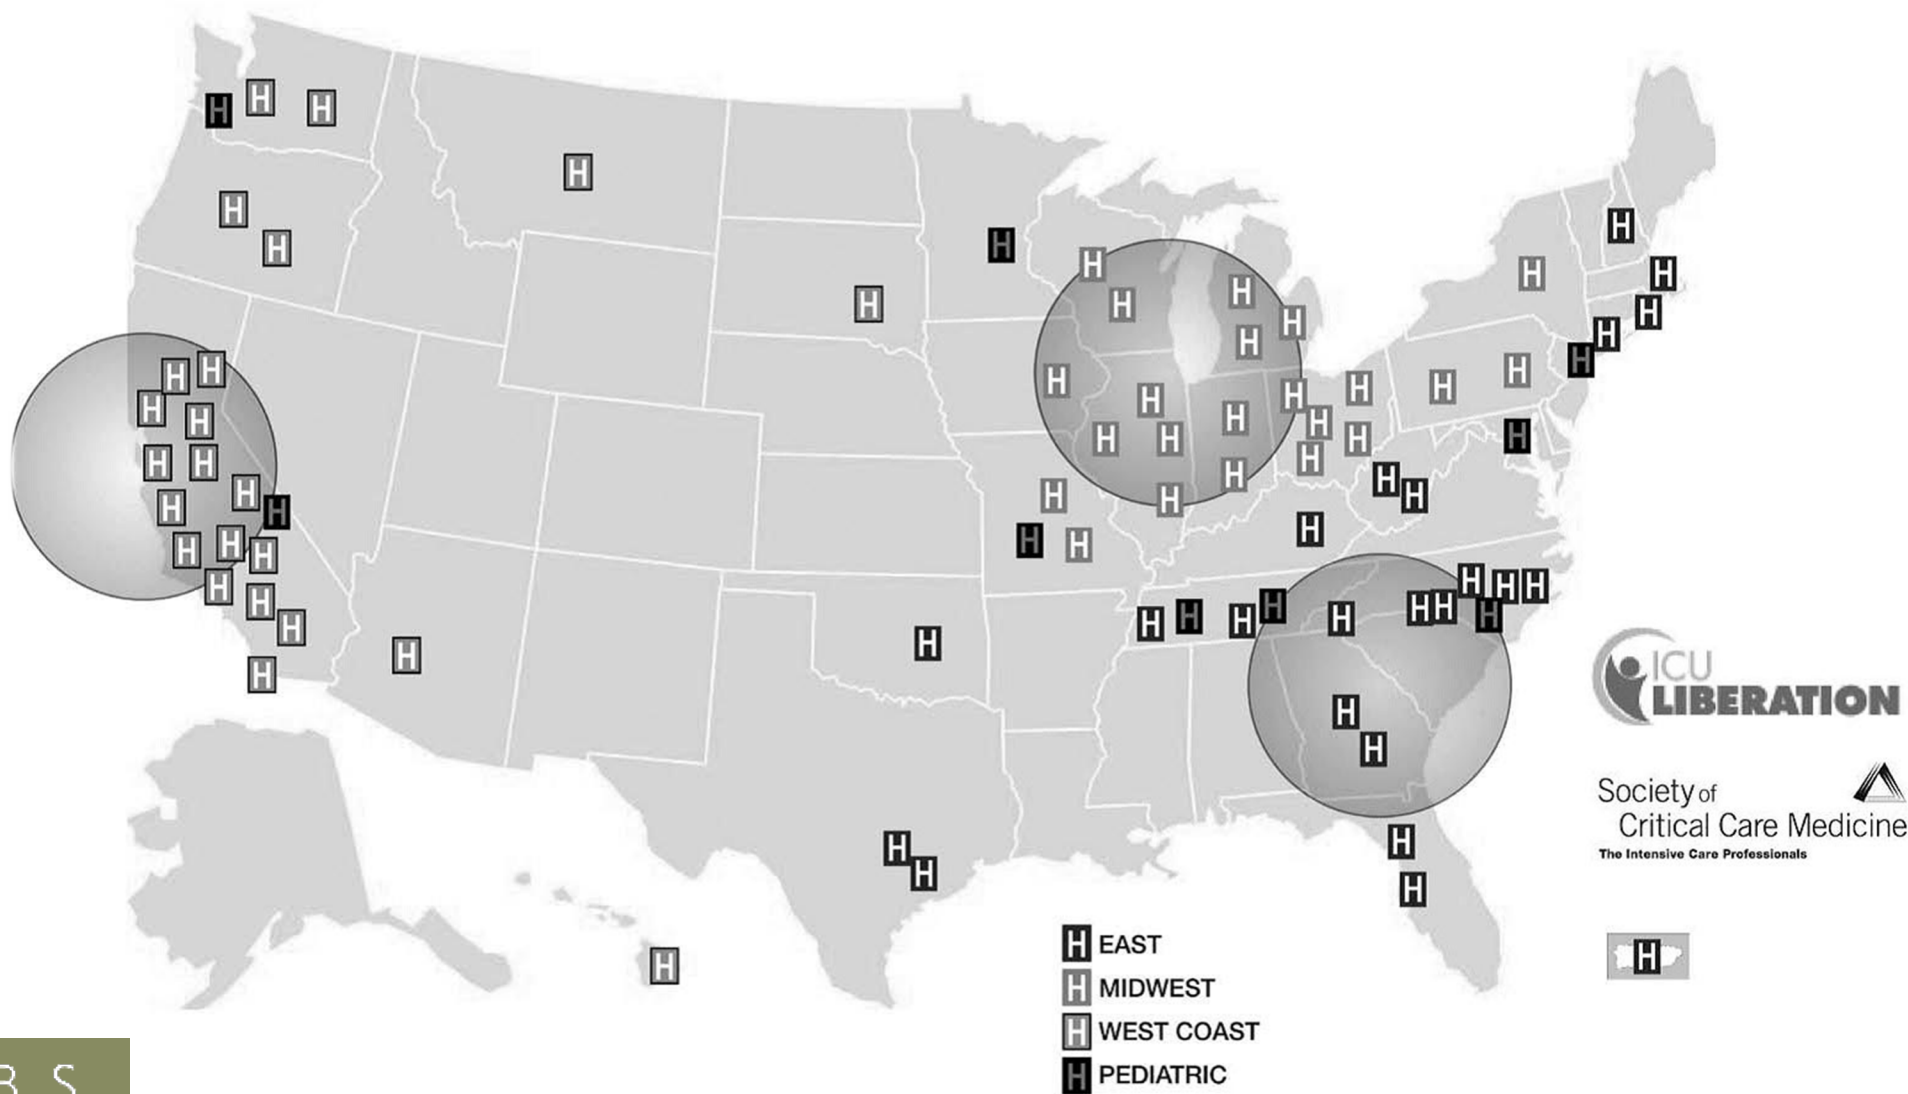 ICU
LIBERATION
Society of
Critical Care Medicine
The Intensive Care Professionals
H EAST
H MIDWEST
H WEST COAST
H PEDIATRIC
S